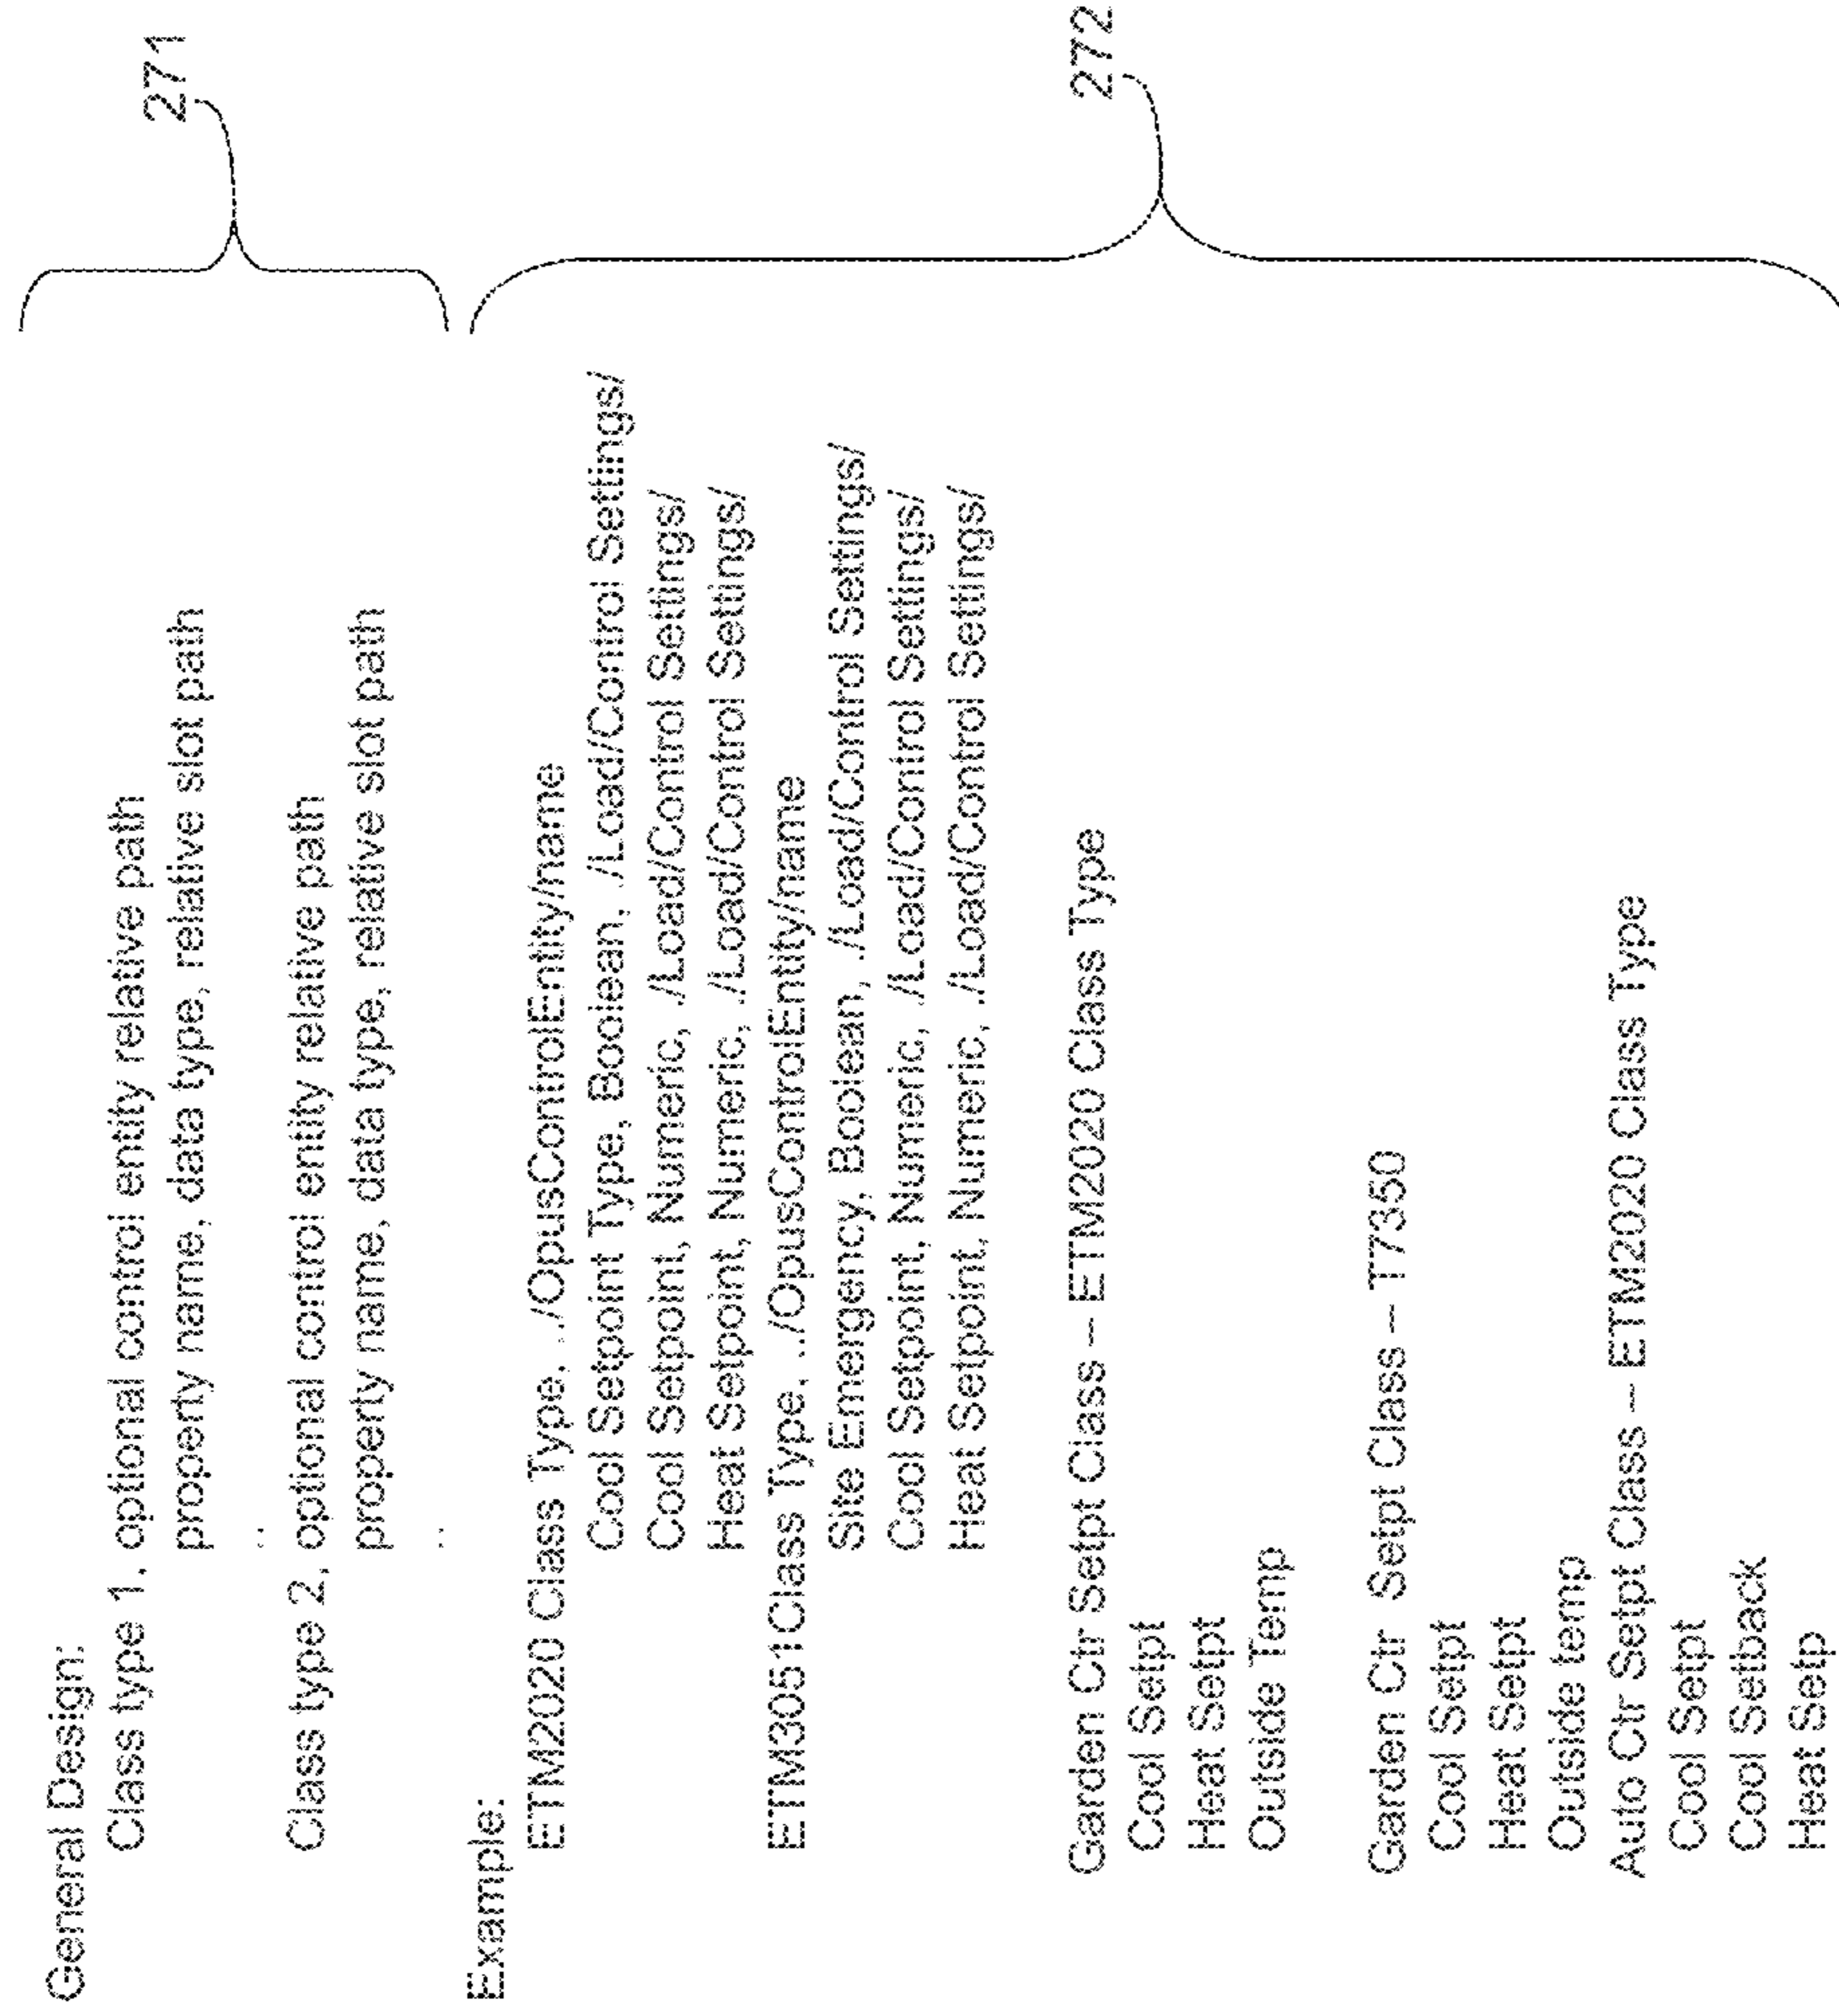 General Design:
Class type 1, optional control entity relative path
property name, data type, relative slot path
..
Class type 2, optional control entity relative path
property name, data type, relative slot path
..
271
Example:
ETM2020 Class Type, ../OpusControlEntity/name
Cool Setpoint Type, Boolean, ./Load/Control Settings/
Cool Setpoint, Numeric, ./Load/Control Settings/
Heat Setpoint, Numeric, ./Load/Control Settings/
ETM3051Class Type, ../OpusControlEntity/name
Site Emergency, Boolean, ./Load/Control Settings/
Cool Setpoint, Numeric, ./Load/Control Settings/
Heat Setpoint, Numeric, ./Load/Control Settings/
Garden Ctr Setpt Class – ETM2020 Class Type
Cool Setpt
Heat Setpt
Outside Temp
Garden Ctr Setpt Class – T7350
Cool Setpt
Heat Setpt
Outside temp
Auto Ctr Setpt Class – ETM2020 Class Type
Cool Setpt
Cool Setback
Heat Setp
272